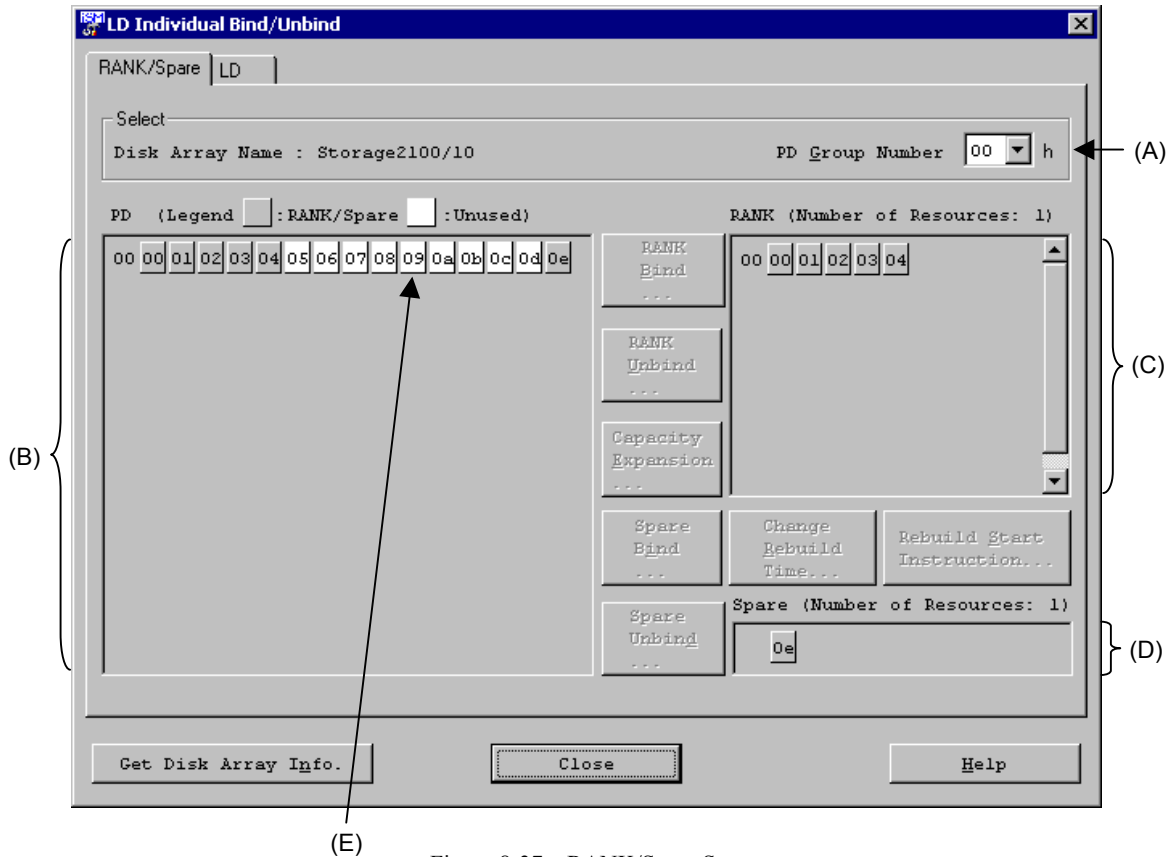 LD Individual Bind/Unbind
RANK/Spare LD
Select
Disk Array Name : Storage2100/10 PD Group Number 00 h (A)
PD (Legend :RANK/Spare :Unused) RANK (Number of Resources: 1)
00 00 01 02 03 04 05 06 07 08 09 0a 0b 0c 0d 0e
RANK
Bind
...
00 00 01 02 03 04
RANK
Unbind
...
(C)
(B)
Capacity
Expansion
...
Spare
Bind
...
Change
Rebuild
Time...
Rebuild Start
Instruction...
Spare
Unbind
...
Spare (Number of Resources: 1)
0e (D)
Get Disk Array Info. Close Help
(E)